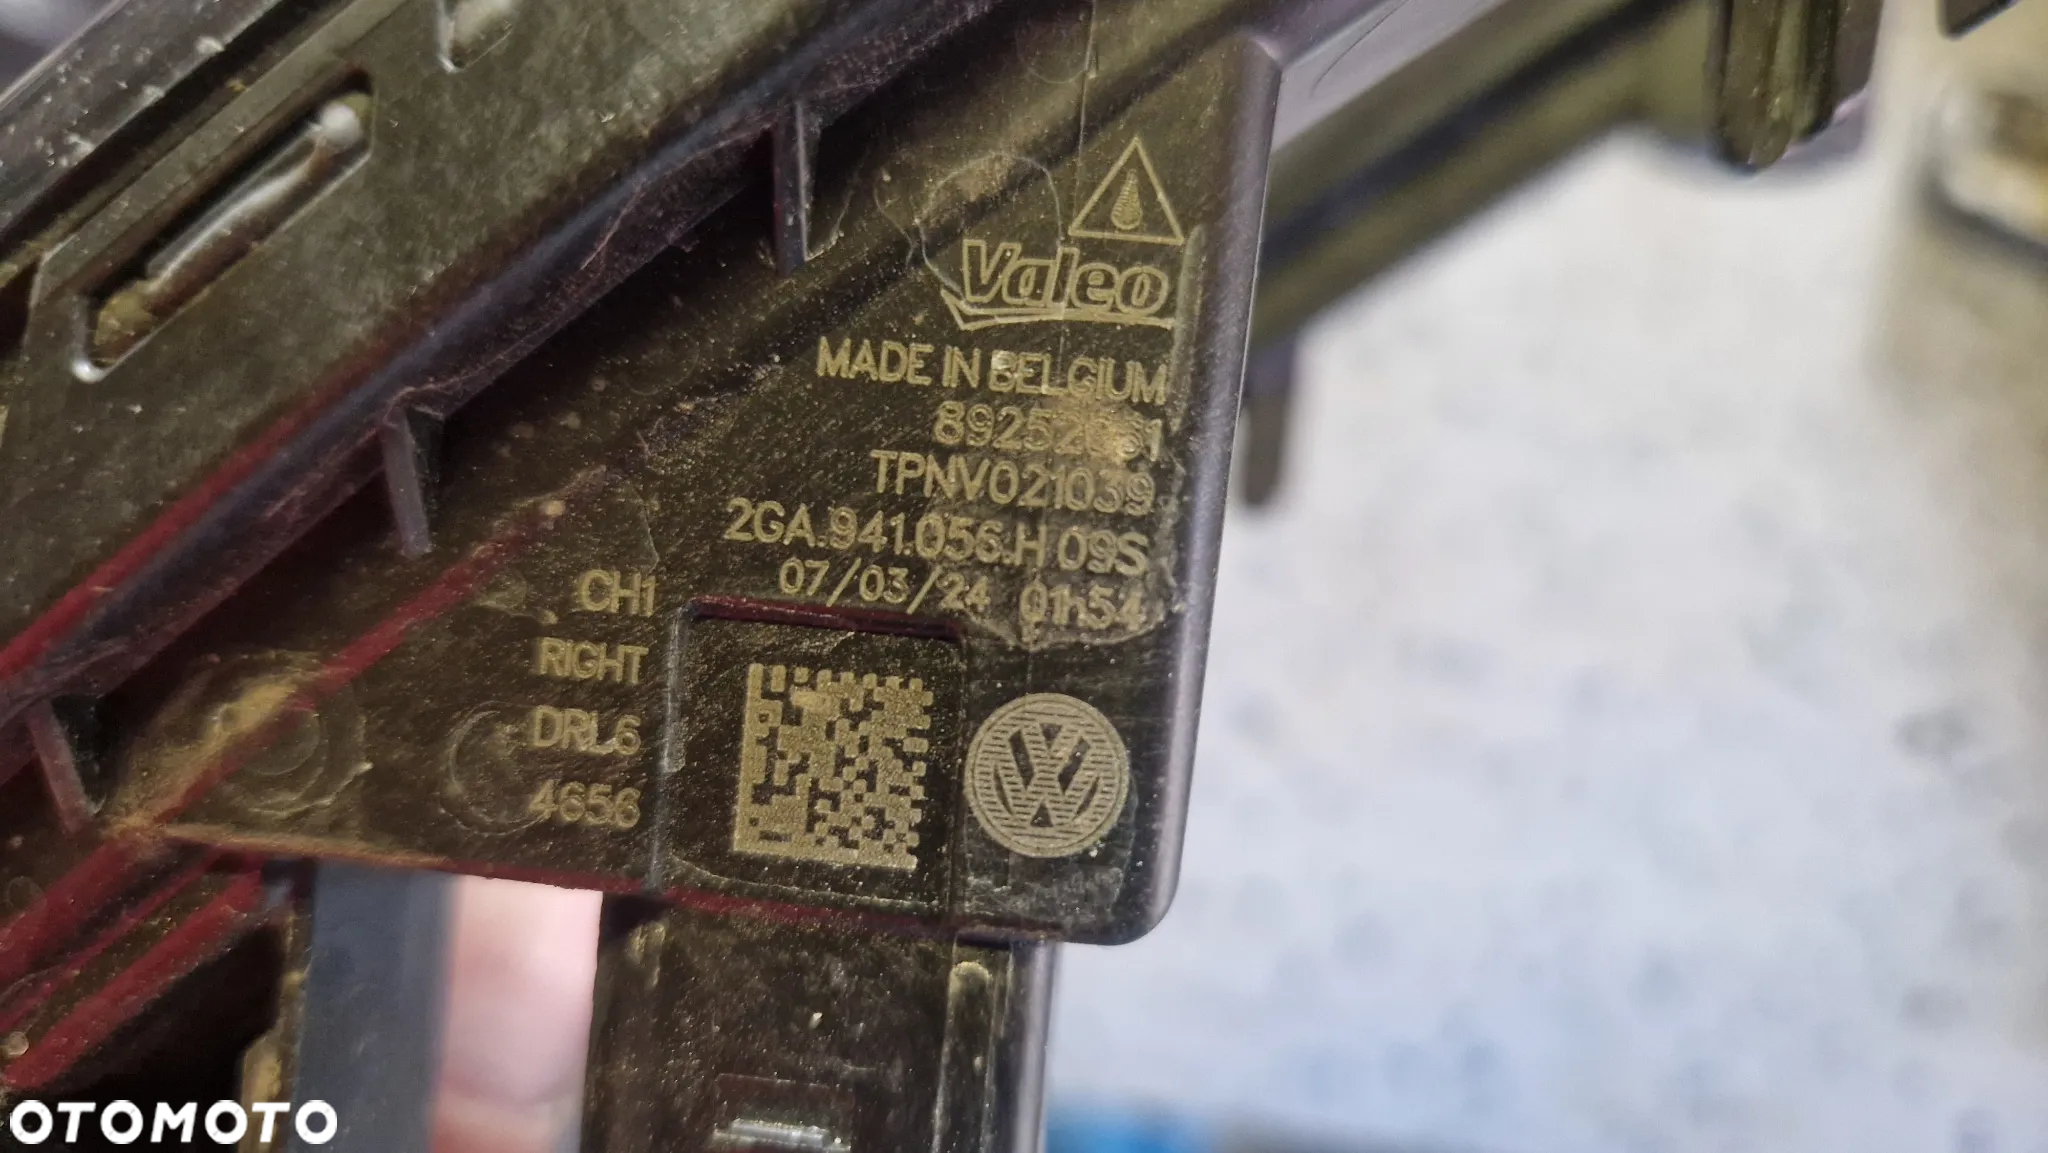 Valeo
MADE IN BELGIUM
TPNV021039
2GA.941.056.H 09S
07/03/24 01h54
CH1
RIGHT
DRL6
4656
OTOMOTO